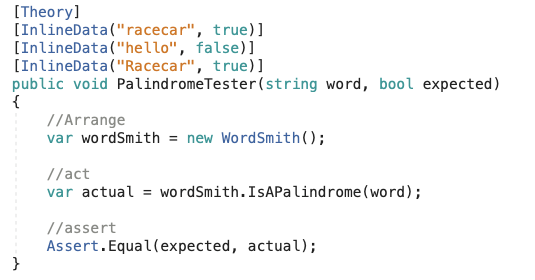 [Theory]
[InlineData("racecar", true)]
[InlineData("hello", false)]
[InlineData("Racecar", true)]
public void PalindromeTester(string word, bool expected)
{
    //Arrange
    var wordSmith = new WordSmith();

    //act
    var actual = wordSmith.IsAPalindrome(word);

    //assert
    Assert.Equal(expected, actual);
}